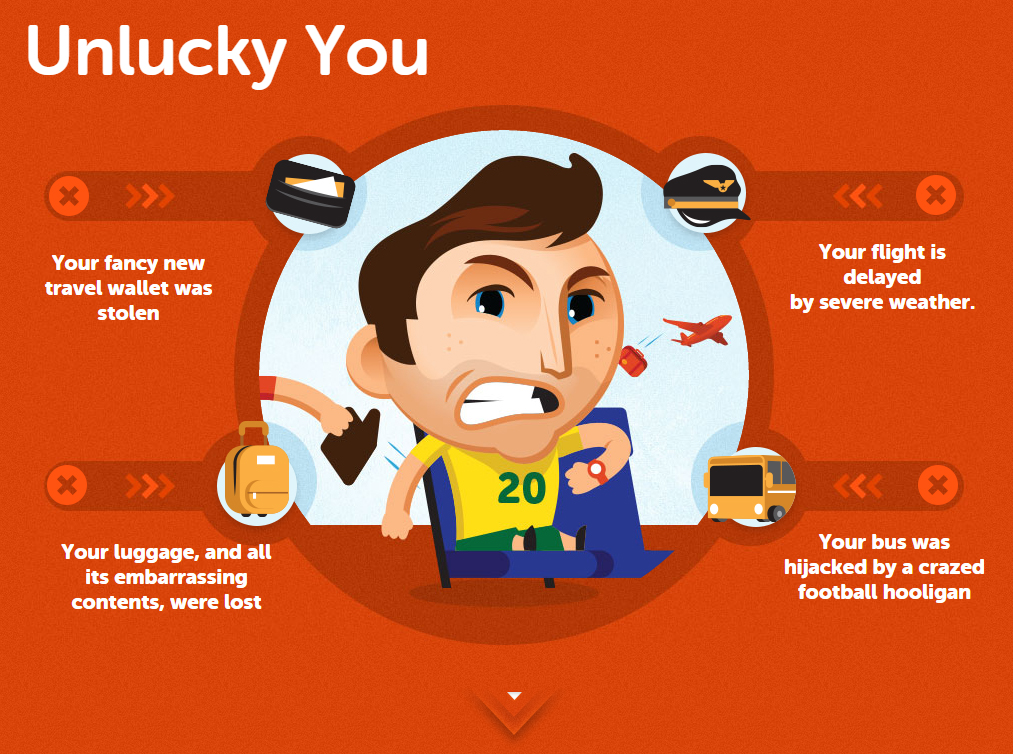 Unlucky You
Your fancy new
travel wallet was
stolen
Your flight is
delayed
by severe weather.
20
Your luggage, and all
its embarrassing
contents, were lost
Your bus was
hijacked by a crazed
football hooligan